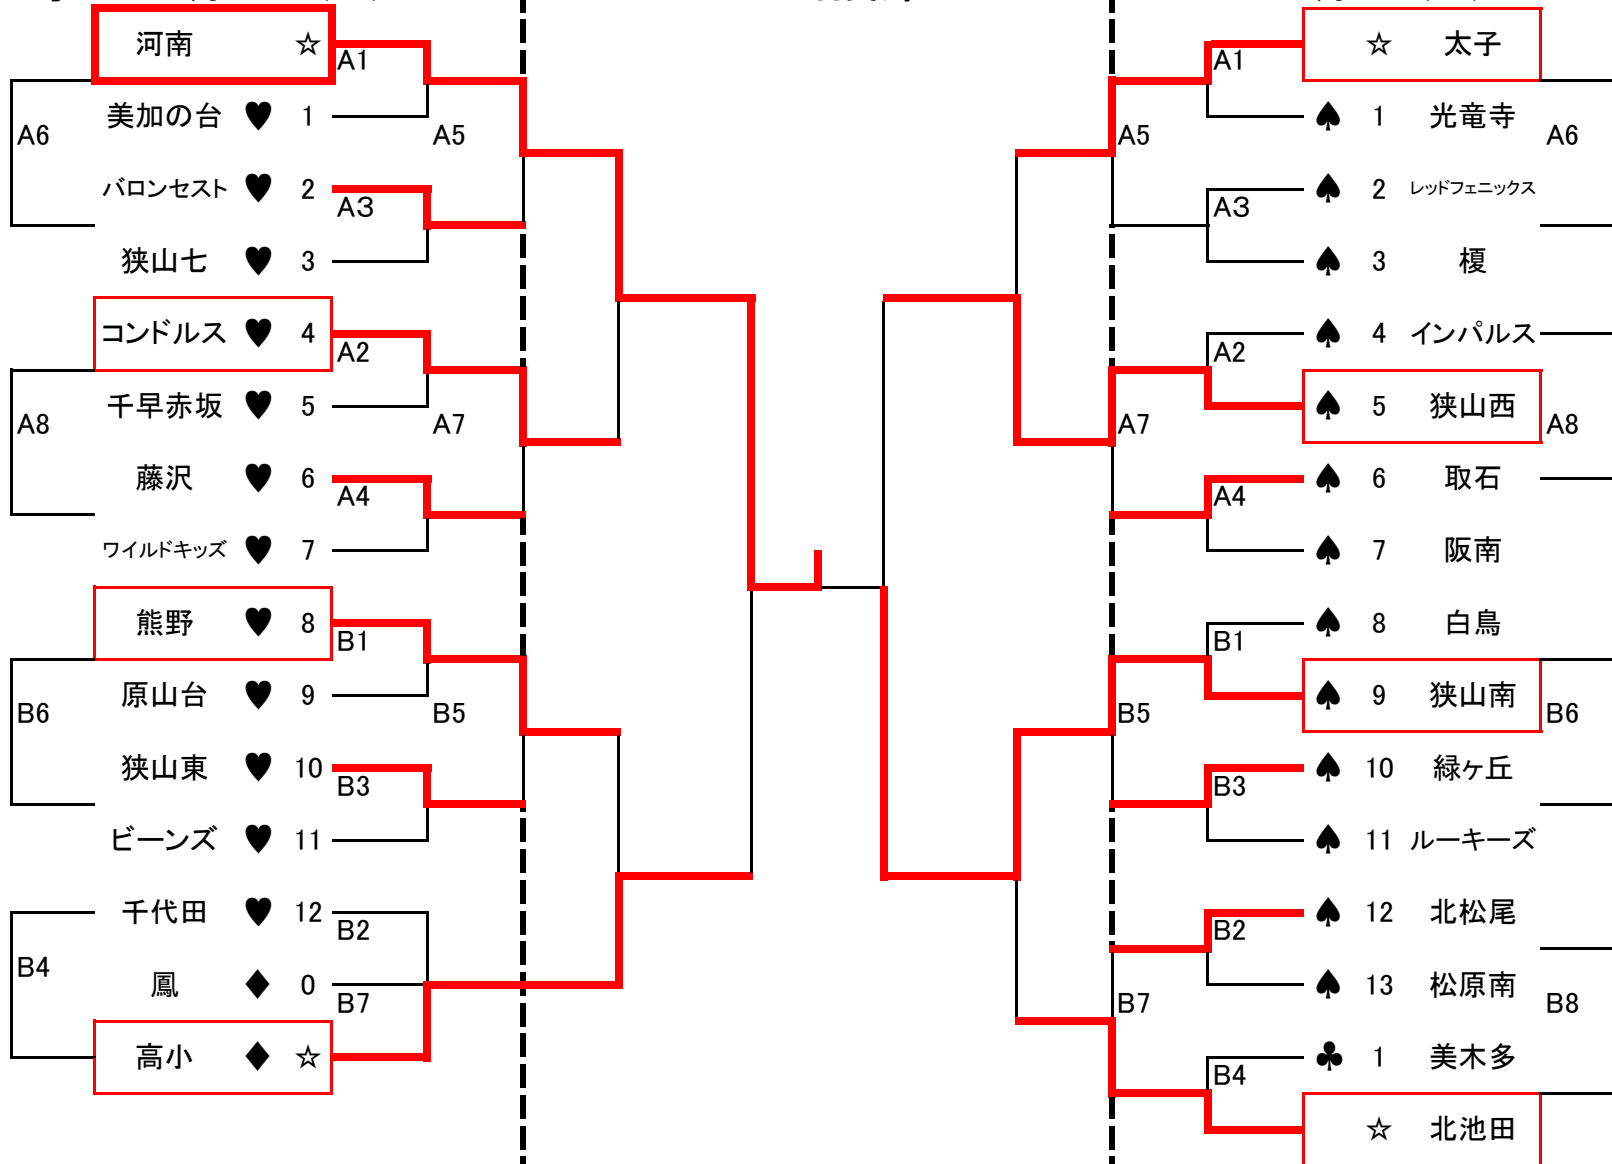 河南 ☆ A1 A1 ☆ 太子
美加の台 ♥ 1 ♠ 1 光竜寺
A6 A5 A5 A6
バロンセスト ♥ 2 ♠ 2 レッドフェニックス
A3 A3
狭山七 ♥ 3 ♠ 3 榎
コンドルス ♥ 4 ♠ 4 インパルス
A2 A2
千早赤坂 ♥ 5 ♠ 5 狭山西
A8 A7 A7 A8
藤沢 ♥ 6 ♠ 6 取石
A4 A4
ワイルドキッズ ♥ 7 ♠ 7 阪南
熊野 ♥ 8 ♠ 8 白鳥
B1 B1
原山台 ♥ 9 ♠ 9 狭山南
B6 B5 B5 B6
狭山東 ♥ 10 ♠ 10 緑ヶ丘
B3 B3
ビーンズ ♥ 11 ♠ 11 ルーキーズ
千代田 ♥ 12 ♠ 12 北松尾
B2 B2
B4
鳳 ♦ 0 ♠ 13 松原南
B7 B7 B8
高小 ♦ ☆ ♣ 1 美木多
B4
☆ 北池田